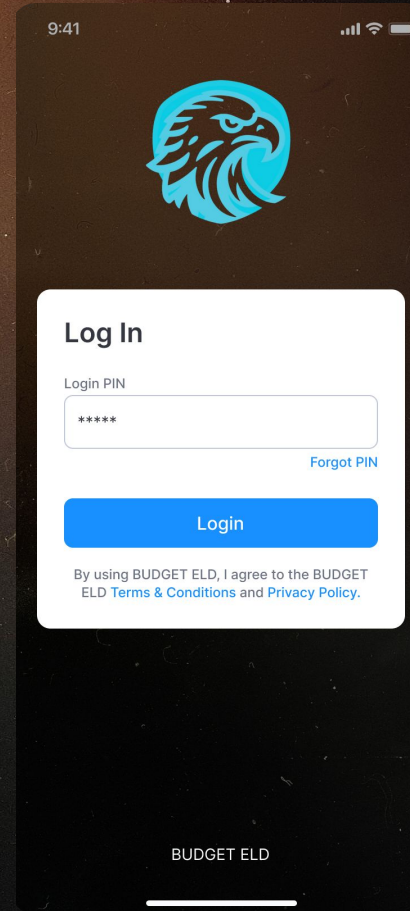 9:41
Log In
Login PIN
*****
Forgot PIN
Login
By using BUDGET ELD, I agree to the BUDGET
ELD Terms & Conditions and Privacy Policy.
BUDGET ELD